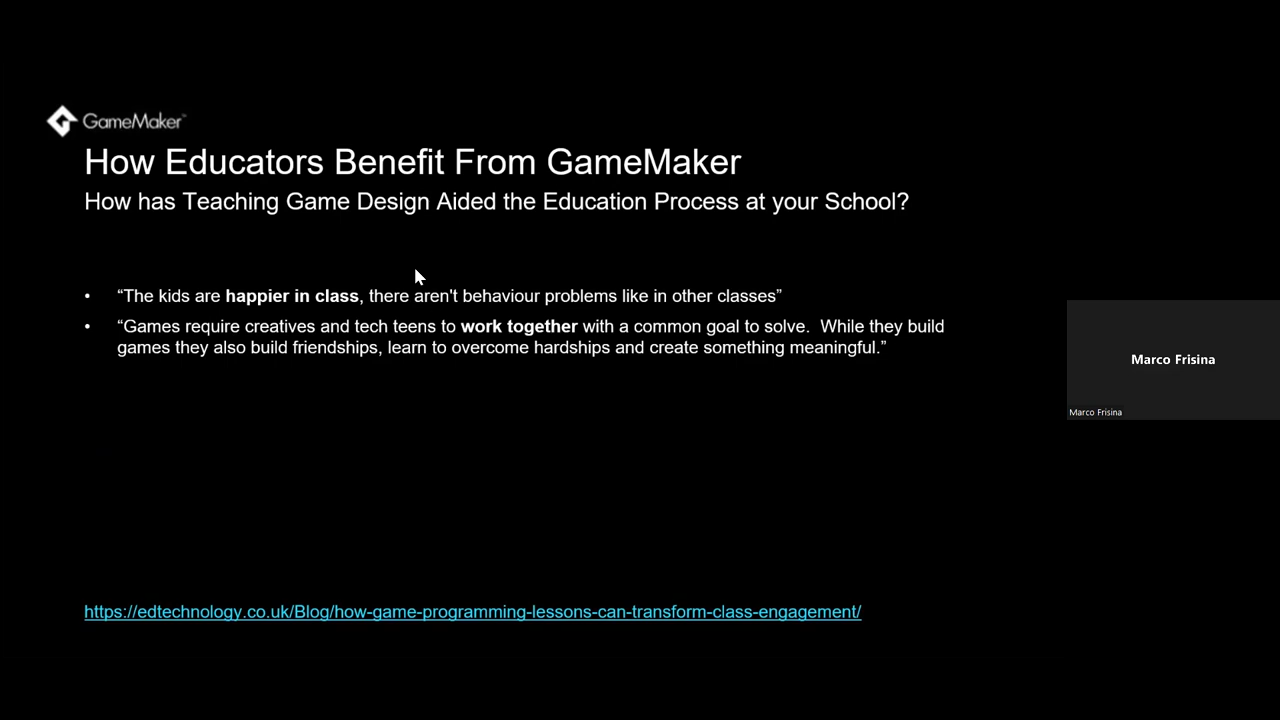 GameMaker™
How Educators Benefit From GameMaker
How has Teaching Game Design Aided the Education Process at your School?
• “The kids are happier in class, there aren't behaviour problems like in other classes”
• “Games require creatives and tech teens to work together with a common goal to solve.  While they build
games they also build friendships, learn to overcome hardships and create something meaningful.”
Marco Frisina
Marco Frisina
https://edtechnology.co.uk/Blog/how-game-programming-lessons-can-transform-class-engagement/